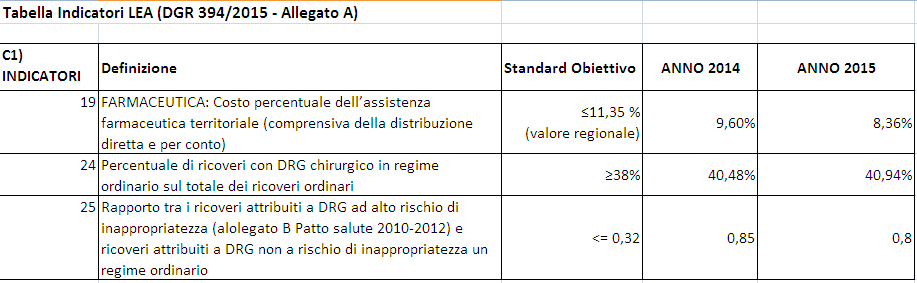 Tabella Indicatori LEA (DGR 394/2015 - Allegato A)
C1)
INDICATORI
Definizione
Standard Obiettivo
ANNO 2014
ANNO 2015
19
FARMACEUTICA: Costo percentuale dell'assistenza
farmaceutica territoriale (comprensiva della distribuzione
diretta e per conto)
≤11,35 %
(valore regionale)
9,60%
8,36%
24
Percentuale di ricoveri con DRG chirurgico in regime
ordinario sul totale dei ricoveri ordinari
≥38%
40,48%
40,94%
25
Rapporto tra i ricoveri attribuiti a DRG ad alto rischio di
inappropriatezza (alolegato B Patto salute 2010-2012) e
ricoveri attribuiti a DRG non a rischio di inappropriatezza un
regime ordinario
<= 0,32
0,85
0,8